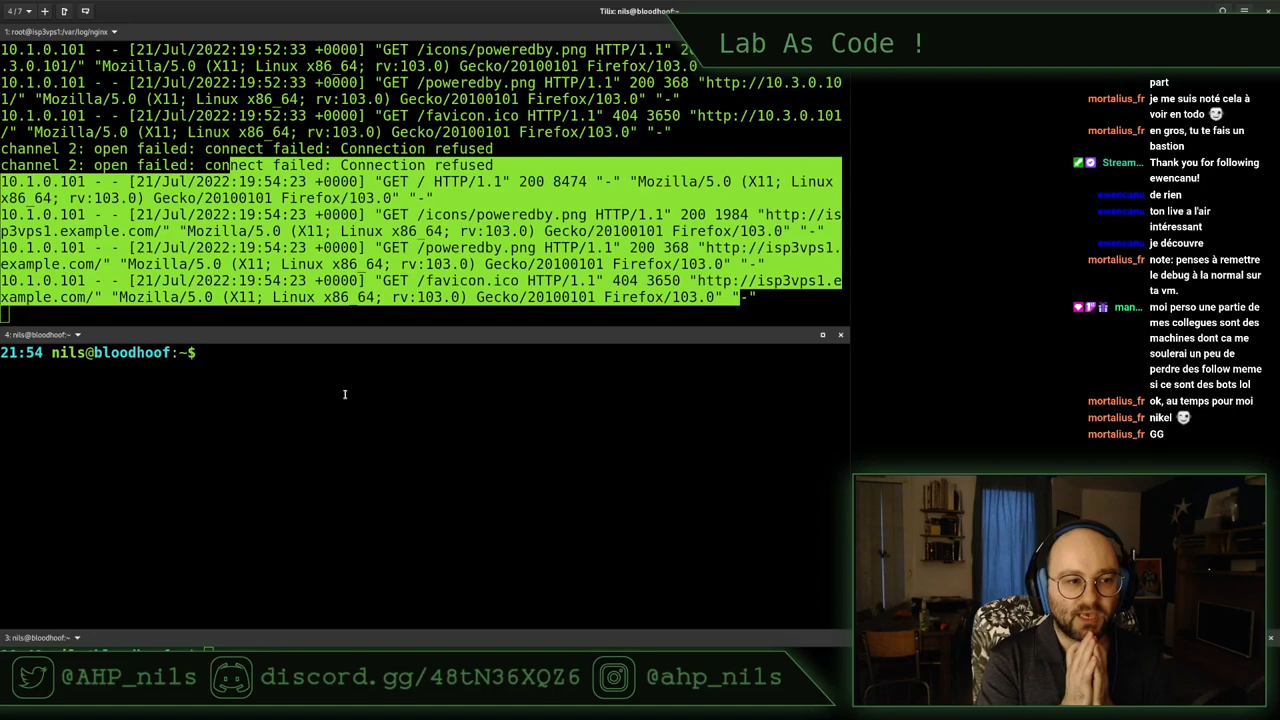 4 / 7
Tilix: nils@bloodhoof:~
1: root@isp3vps1:/var/log/nginx
10.1.0.101 - - [21/Jul/2022:19:52:33 +0000] "GET /icons/poweredby.png HTTP/1.1" 20
.3.0.101/" "Mozilla/5.0 (X11; Linux x86_64; rv:103.0) Gecko/20100101 Firefox/103.0
10.1.0.101 - - [21/Jul/2022:19:52:33 +0000] "GET /poweredby.png HTTP/1.1" 200 368 "http://10.3.0.10
1/" "Mozilla/5.0 (X11; Linux x86_64; rv:103.0) Gecko/20100101 Firefox/103.0" "-"
10.1.0.101 - - [21/Jul/2022:19:52:33 +0000] "GET /favicon.ico HTTP/1.1" 404 3650 "http://10.3.0.101
/" "Mozilla/5.0 (X11; Linux x86_64; rv:103.0) Gecko/20100101 Firefox/103.0" "-"
channel 2: open failed: connect failed: Connection refused
channel 2: open failed: connect failed: Connection refused
10.1.0.101 - - [21/Jul/2022:19:54:23 +0000] "GET / HTTP/1.1" 200 8474 "-" "Mozilla/5.0 (X11; Linux
x86_64; rv:103.0) Gecko/20100101 Firefox/103.0" "-"
10.1.0.101 - - [21/Jul/2022:19:54:23 +0000] "GET /icons/poweredby.png HTTP/1.1" 200 1984 "http://is
p3vps1.example.com/" "Mozilla/5.0 (X11; Linux x86_64; rv:103.0) Gecko/20100101 Firefox/103.0" "-"
10.1.0.101 - - [21/Jul/2022:19:54:23 +0000] "GET /poweredby.png HTTP/1.1" 200 368 "http://isp3vps1.
example.com/" "Mozilla/5.0 (X11; Linux x86_64; rv:103.0) Gecko/20100101 Firefox/103.0" "-"
10.1.0.101 - - [21/Jul/2022:19:54:23 +0000] "GET /favicon.ico HTTP/1.1" 404 3650 "http://isp3vps1.e
xample.com/" "Mozilla/5.0 (X11; Linux x86_64; rv:103.0) Gecko/20100101 Firefox/103.0" "-"
4: nils@bloodhoof:~
21:54 nils@bloodhoof:~$
3: nils@bloodhoof:~
Lab As Code !
part
mortalius_fr je me suis noté cela à
voir en todo
mortalius_fr en gros, tu te fais un
bastion
Stream... Thank you for following
ewencanu!
ewencanu de rien
ewencanu ton live a l'air
intéressant
ewencanu je découvre
mortalius_fr note: penses à remettre
le debug à la normal sur
ta vm.
man... moi perso une partie de
mes collegues sont des
machines dont ca me
soulerai un peu de
perdre des follow meme
si ce sont des bots lol
mortalius_fr ok, au temps pour moi
mortalius_fr nikel
mortalius_fr GG
@AHP_nils
discord.gg/48tN36XQZ6
@ahp_nils